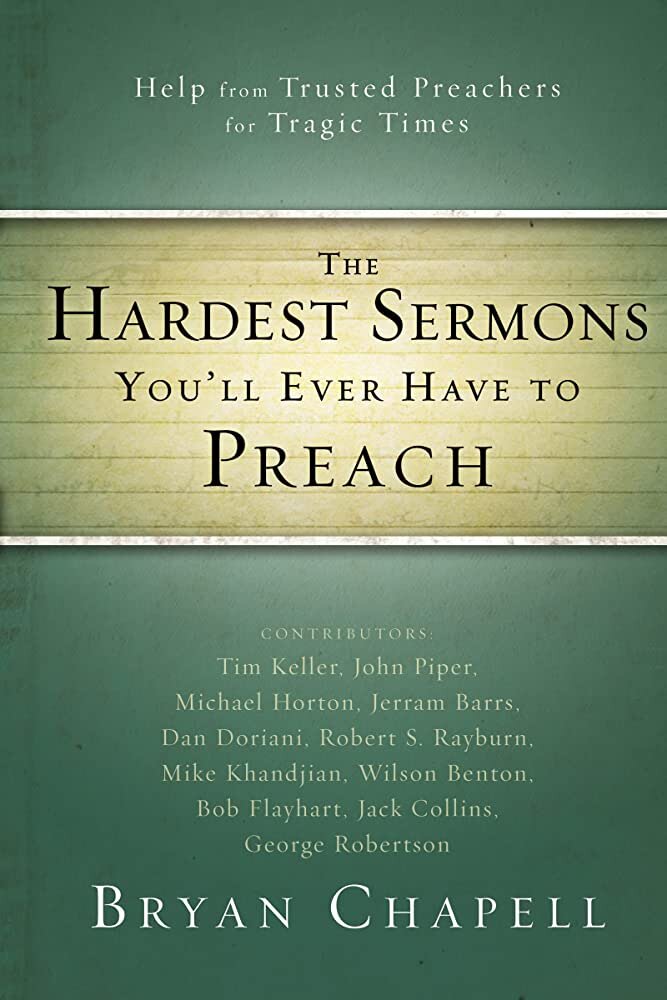 Help from Trusted Preachers
for Tragic Times
The
Hardest Sermons
You'll Ever Have to
Preach
CONTRIBUTORS:
Tim Keller, John Piper,
Michael Horton, Jerram Barrs,
Dan Doriani, Robert S. Rayburn,
Mike Khandjian, Wilson Benton,
Bob Flayhart, Jack Collins,
George Robertson
Bryan Chapell